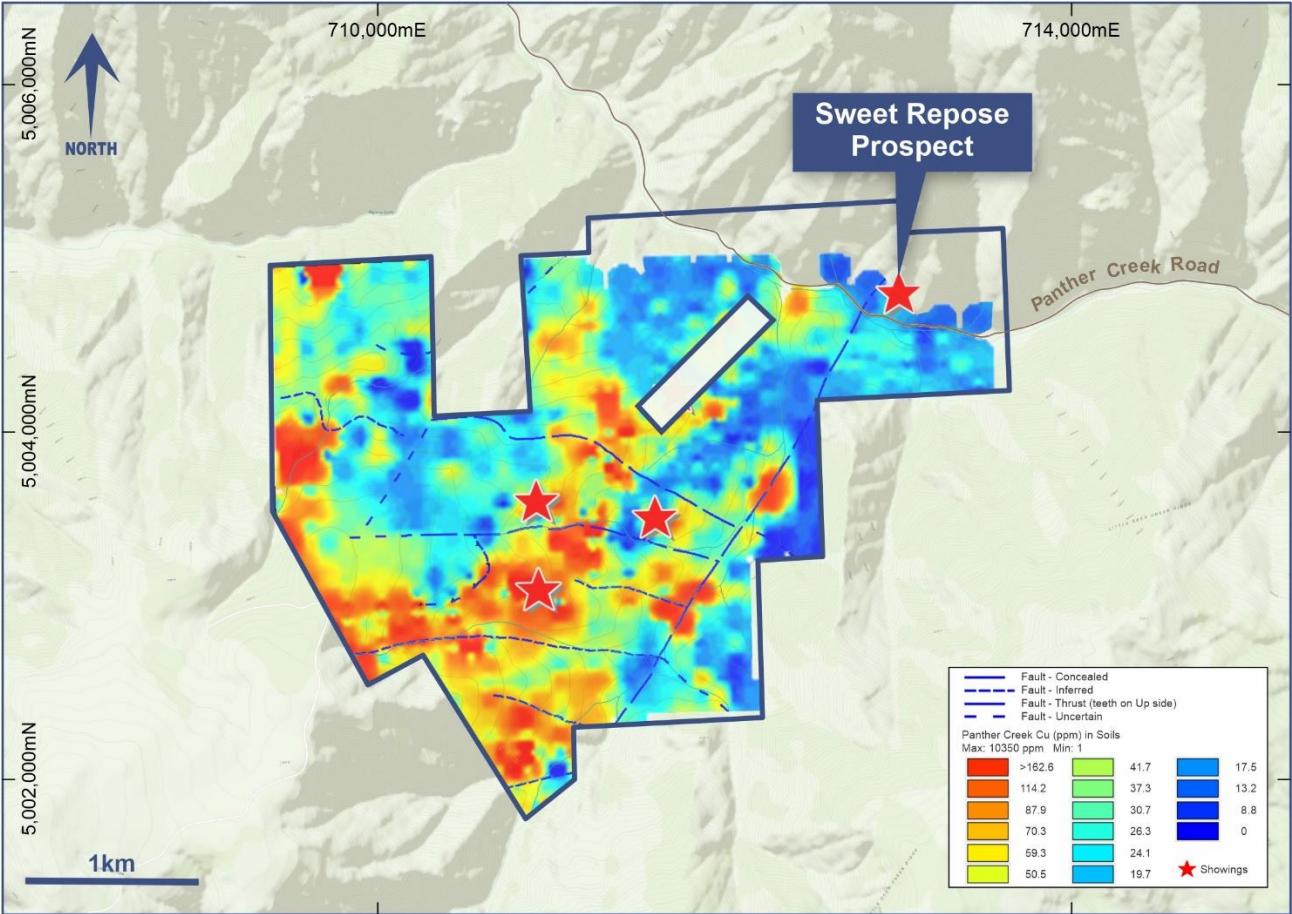 710,000mE
714,000mE
5,006,000mN
NORTH
Sweet Repose
Prospect
Panther Creek Road
5,004,000mN
5,002,000mN
1km
Fault - Concealed
Fault - Inferred
Fault - Thrust (teeth on Up side)
Fault - Uncertain
Panther Creek Cu (ppm) in Soils
Max: 10350 ppm Min: 1
>162.6
114.2
87.9
70.3
59.3
50.5
41.7
37.3
30.7
26.3
24.1
19.7
17.5
13.2
8.8
0
Showings